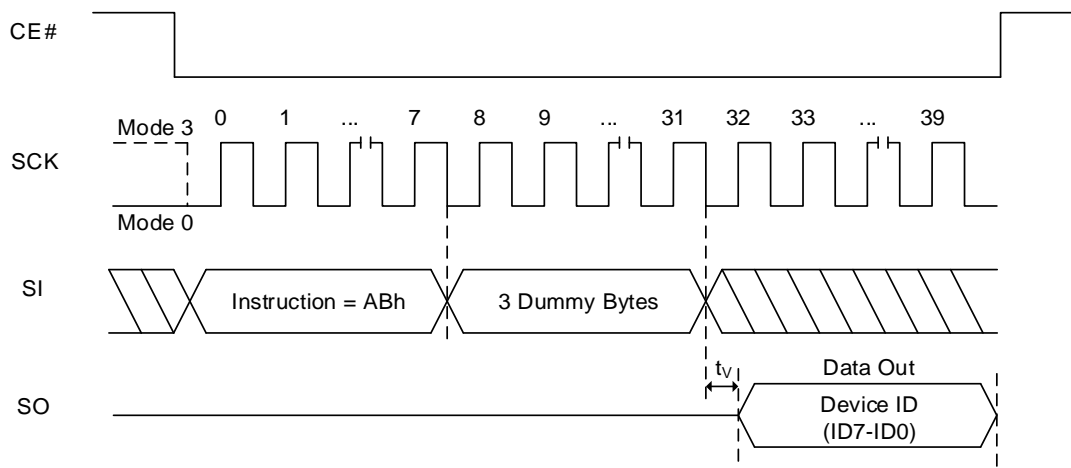 CE#
0 1 ... 7 8 9 ... 31 32 33 ... 39
Mode 3
SCK
Mode 0
SI
Instruction = ABh
3 Dummy Bytes
tV
Data Out
SO
Device ID
(ID7-ID0)